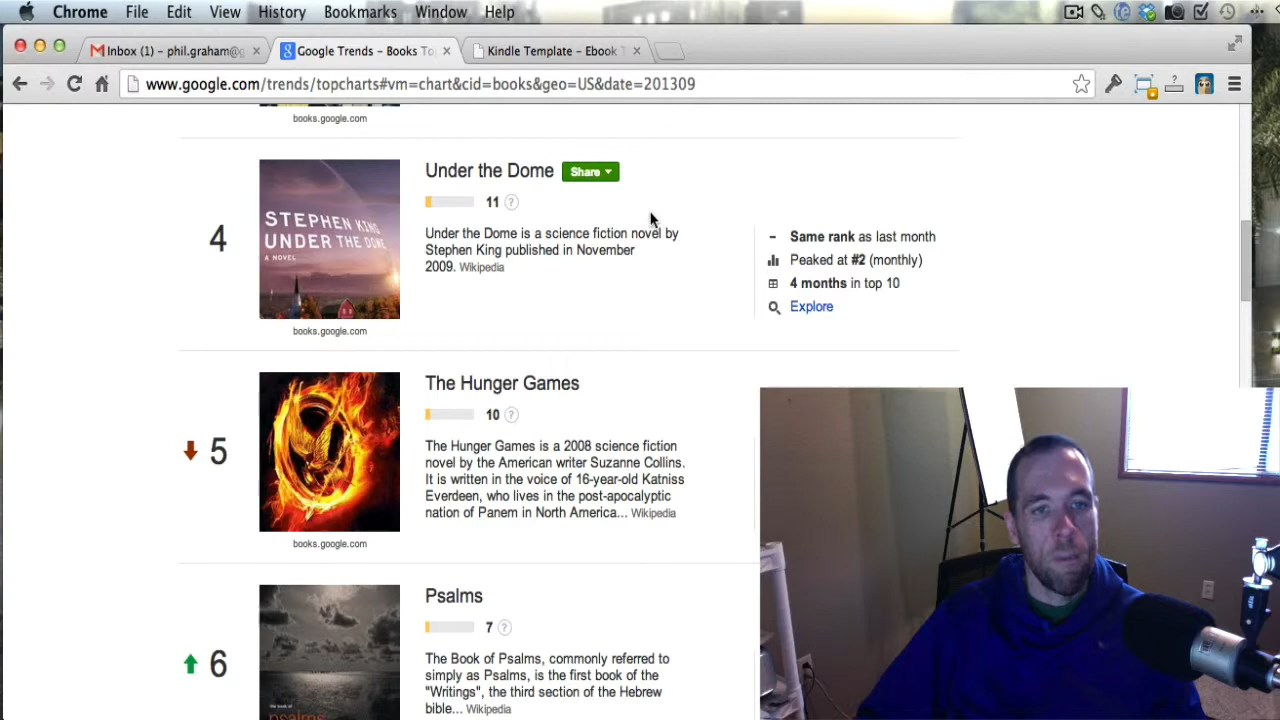 Chrome File Edit View History Bookmarks Window Help
Inbox (1) – phil.graham@g
Google Trends – Books To
Kindle Template – Ebook T
www.google.com/trends/topcharts#vm=chart&cid=books&geo=US&date=201309
books.google.com
4
STEPHEN KING
UNDER THE DOME
A NOVEL
books.google.com
Under the Dome Share
11 ?
Under the Dome is a science fiction novel by
Stephen King published in November
2009. Wikipedia
Same rank as last month
Peaked at #2 (monthly)
4 months in top 10
Explore
5
books.google.com
The Hunger Games
10 ?
The Hunger Games is a 2008 science fiction
novel by the American writer Suzanne Collins.
It is written in the voice of 16-year-old Katniss
Everdeen, who lives in the post-apocalyptic
nation of Panem in North America... Wikipedia
6
the book of
psalms
Psalms
7 ?
The Book of Psalms, commonly referred to
simply as Psalms, is the first book of the
"Writings", the third section of the Hebrew
bible... Wikipedia